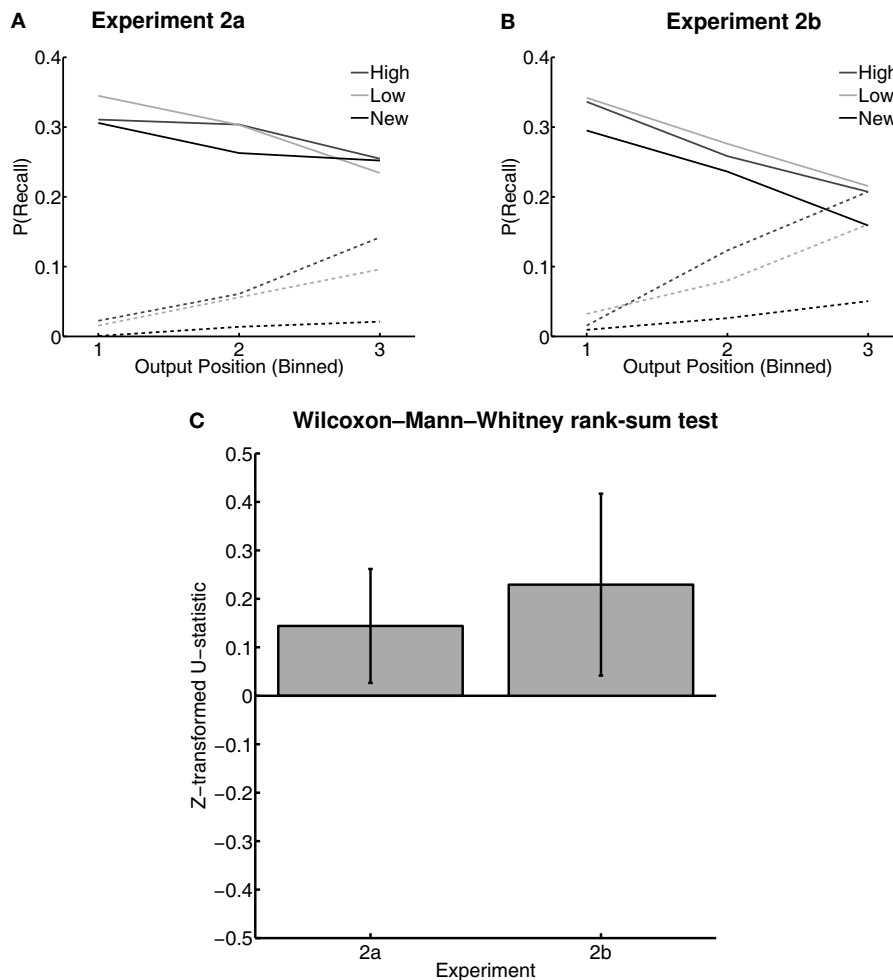 A Experiment 2a
0.4
0.3
0.2
0.1
0
P(Recall)
High
Low
New
1 2 3
Output Position (Binned)
B Experiment 2b
0.4
0.3
0.2
0.1
0
P(Recall)
High
Low
New
1 2 3
Output Position (Binned)
C Wilcoxon–Mann–Whitney rank-sum test
0.5
0.4
0.3
0.2
0.1
0
−0.1
−0.2
−0.3
−0.4
−0.5
Z−transformed U−statistic
2a 2b
Experiment